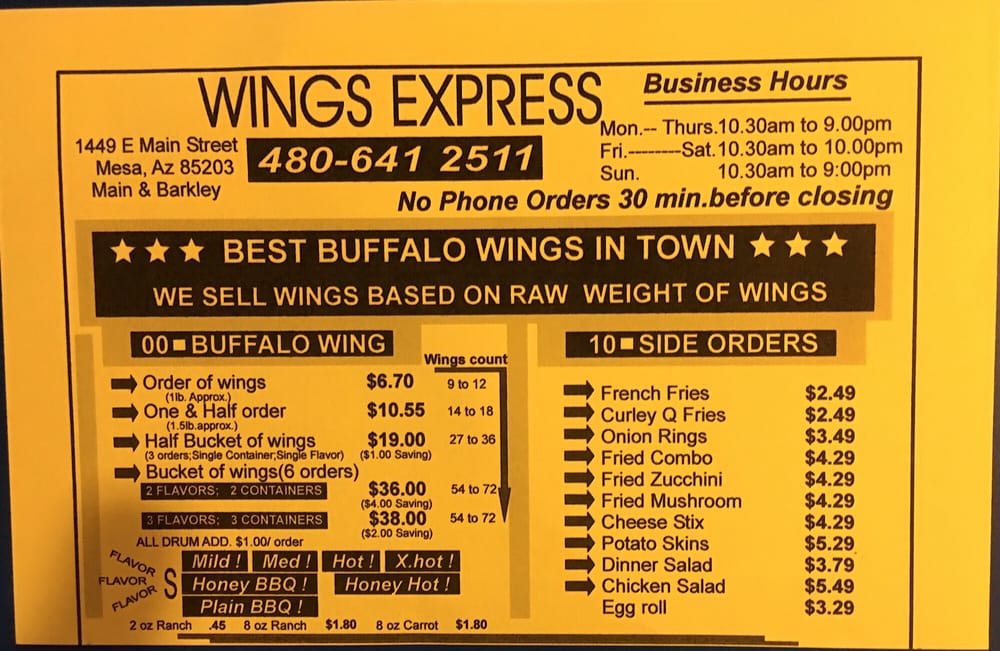 WINGS EXPRESS
1449 E Main Street
Mesa, Az 85203
Main & Barkley
480-641 2511
Business Hours
Mon.-- Thurs.10.30am to 9.00pm
Fri.--------Sat.10.30am to 10.00pm
Sun. 10.30am to 9:00pm
No Phone Orders 30 min.before closing
★ ★ ★ BEST BUFFALO WINGS IN TOWN ★ ★ ★
WE SELL WINGS BASED ON RAW WEIGHT OF WINGS
00■BUFFALO WING
Wings count
Order of wings $6.70 9 to 12
(1lb. Approx.)
One & Half order $10.55 14 to 18
(1.5lb.approx.)
Half Bucket of wings $19.00 27 to 36
(3 orders;Single Container;Single Flavor) ($1.00 Saving)
Bucket of wings(6 orders)
2 FLAVORS; 2 CONTAINERS $36.00 54 to 72
($4.00 Saving)
3 FLAVORS; 3 CONTAINERS $38.00 54 to 72
($2.00 Saving)
ALL DRUM ADD. $1.00/ order
FLAVOR
FLAVOR
FLAVOR
S
Mild ! Med ! Hot ! X.hot !
Honey BBQ ! Honey Hot !
Plain BBQ !
2 oz Ranch .45 8 oz Ranch $1.80 8 oz Carrot $1.80
10■SIDE ORDERS
French Fries $2.49
Curley Q Fries $2.49
Onion Rings $3.49
Fried Combo $4.29
Fried Zucchini $4.29
Fried Mushroom $4.29
Cheese Stix $4.29
Potato Skins $5.29
Dinner Salad $3.79
Chicken Salad $5.49
Egg roll $3.29